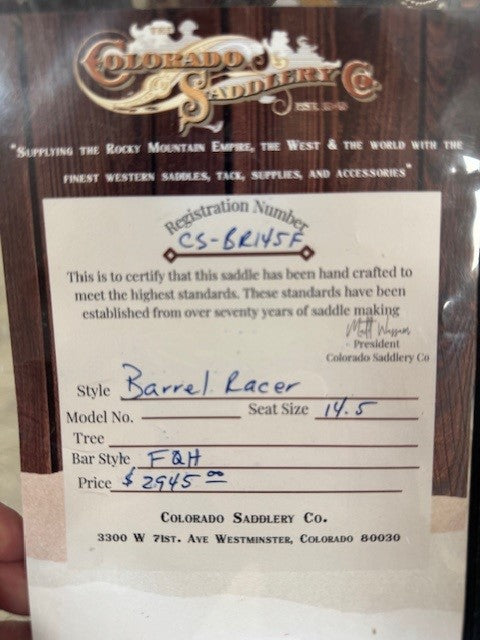 THE
COLORADO
SADDLERY CO.
"SUPPLYING THE ROCKY MOUNTAIN EMPIRE, THE WEST & THE WORLD WITH THE
FINEST WESTERN SADDLES, TACK, SUPPLIES, AND ACCESSORIES"
Registration Number
CS-BR145F
This is to certify that this saddle has been hand crafted to
meet the highest standards. These standards have been
established from over seventy years of saddle making
Matt
President
Colorado Saddlery Co
Style Barrel Racer
Model No. Seat Size 14.5
Tree
Bar Style FQH
Price $2945 00
COLORADO SADDLERY CO.
3300 W 71ST. AVE WESTMINSTER, COLORADO 80030